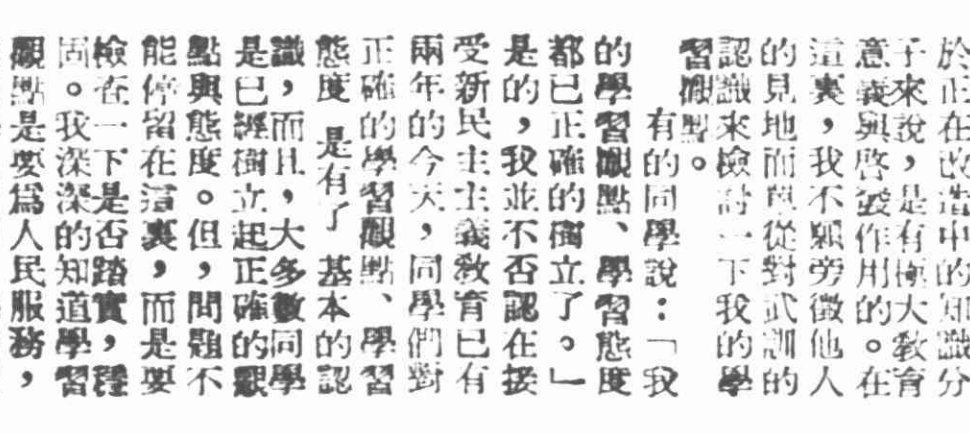 於正在改造中的知識分
子來說，是有極大教育
意義與啓發作用的。在
這裏，我不願旁徵他人
的見地而單從對武訓的
認識來檢討一下我的學
習觀點。
有的同學說：「我
的學習觀點、學習態度
都已正確的樹立了。」
是的，我並不否認在接
受新民主主義教育已有
兩年的今天，同學們對
正確的學習觀點、學習
態度 是有了 基本的認
識，而且，大多數同學
是已經樹立起正確的觀
點與態度。但，問題不
能停留在這裏，而是要
檢查一下是否踏實，穩
固。我深深的知道學習
觀點是要爲人民服務，